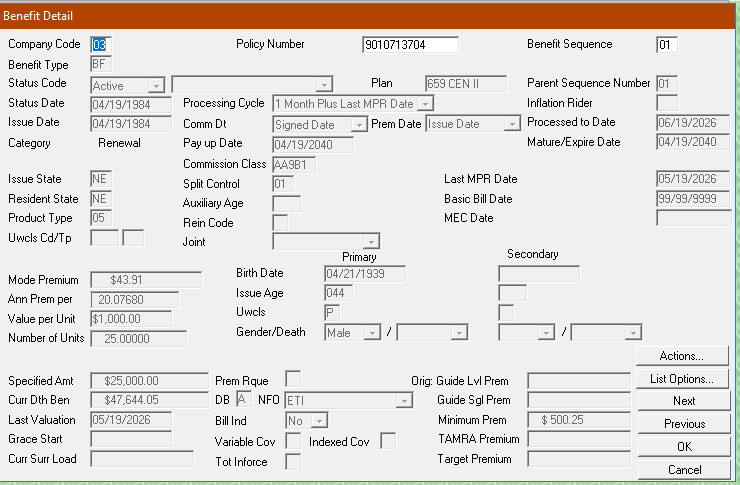 Benefit Detail
Company Code 03 Policy Number 9010713704 Benefit Sequence 01
Benefit Type BF
Status Code Active Plan 659 CEN II Parent Sequence Number 01
Status Date 04/19/1984 Processing Cycle 1 Month Plus Last MPR Date Inflation Rider
Issue Date 04/19/1984 Comm Dt Signed Date Prem Date Issue Date Processed to Date 06/19/2026
Category Renewal Pay up Date 04/19/2040 Mature/Expire Date 04/19/2040
Commission Class AA9B1
Issue State NE Split Control 01 Last MPR Date 05/19/2026
Resident State NE Auxiliary Age Basic Bill Date 99/99/9999
Product Type 05 Rein Code MEC Date
Uwcls Cd/Tp Joint
Primary Secondary
Mode Premium $43.91 Birth Date 04/21/1939
Ann Prem per 20.07680 Issue Age 044
Value per Unit $1,000.00 Uwcls P
Number of Units 25.00000 Gender/Death Male / /
Actions...
Specified Amt $25,000.00 Prem Rque Orig: Guide Lvl Prem List Options...
Curr Dth Ben $47,644.05 DB A NFO ETI Guide Sgl Prem Next
Last Valuation 05/19/2026 Bill Ind No Minimum Prem $ 500.25 Previous
Grace Start Variable Cov Indexed Cov TAMRA Premium OK
Curr Surr Load Tot Inforce Target Premium Cancel